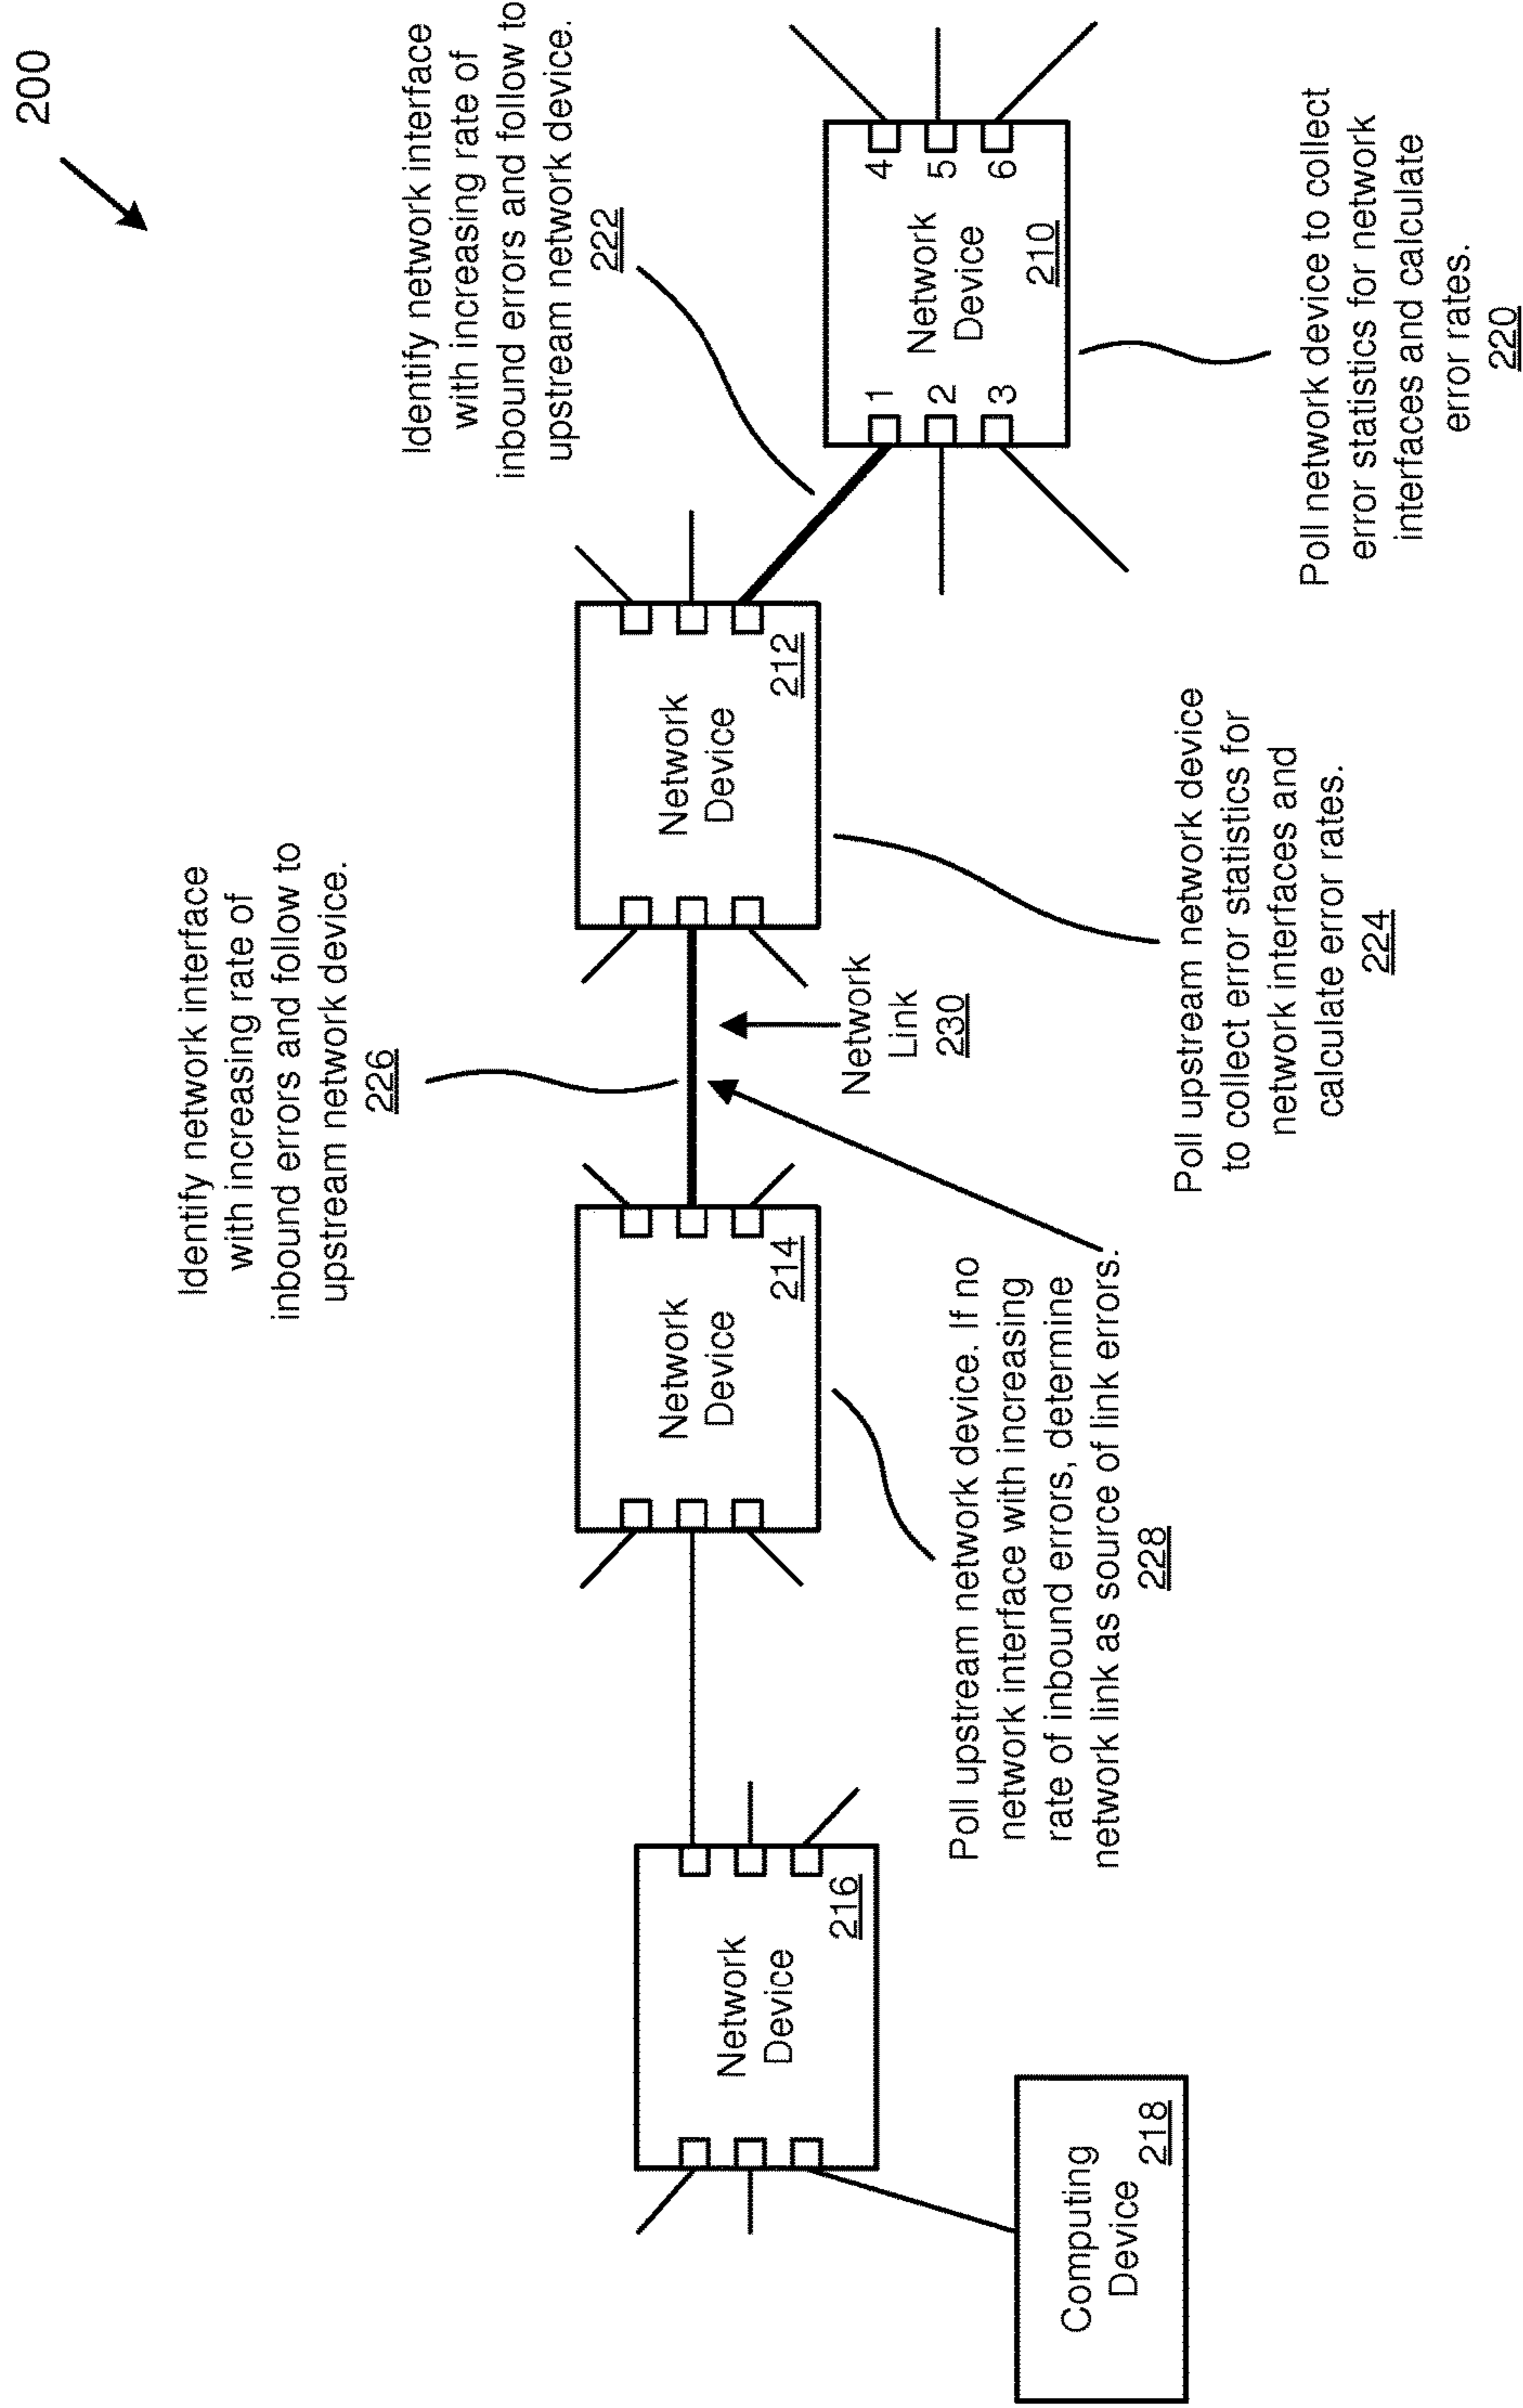 200
Identify network interface
with increasing rate of
inbound errors and follow to
upstream network device.
222
Identify network interface
with increasing rate of
inbound errors and follow to
upstream network device.
226
Network
Device
216
Network
Device
214
Network
Device
212
Network
Device
210
1
2
3
4
5
6
Network
Link
230
Computing
Device
218
Poll upstream network device. If no
network interface with increasing
rate of inbound errors, determine
network link as source of link errors.
228
Poll upstream network device
to collect error statistics for
network interfaces and
calculate error rates.
224
Poll network device to collect
error statistics for network
interfaces and calculate
error rates.
220